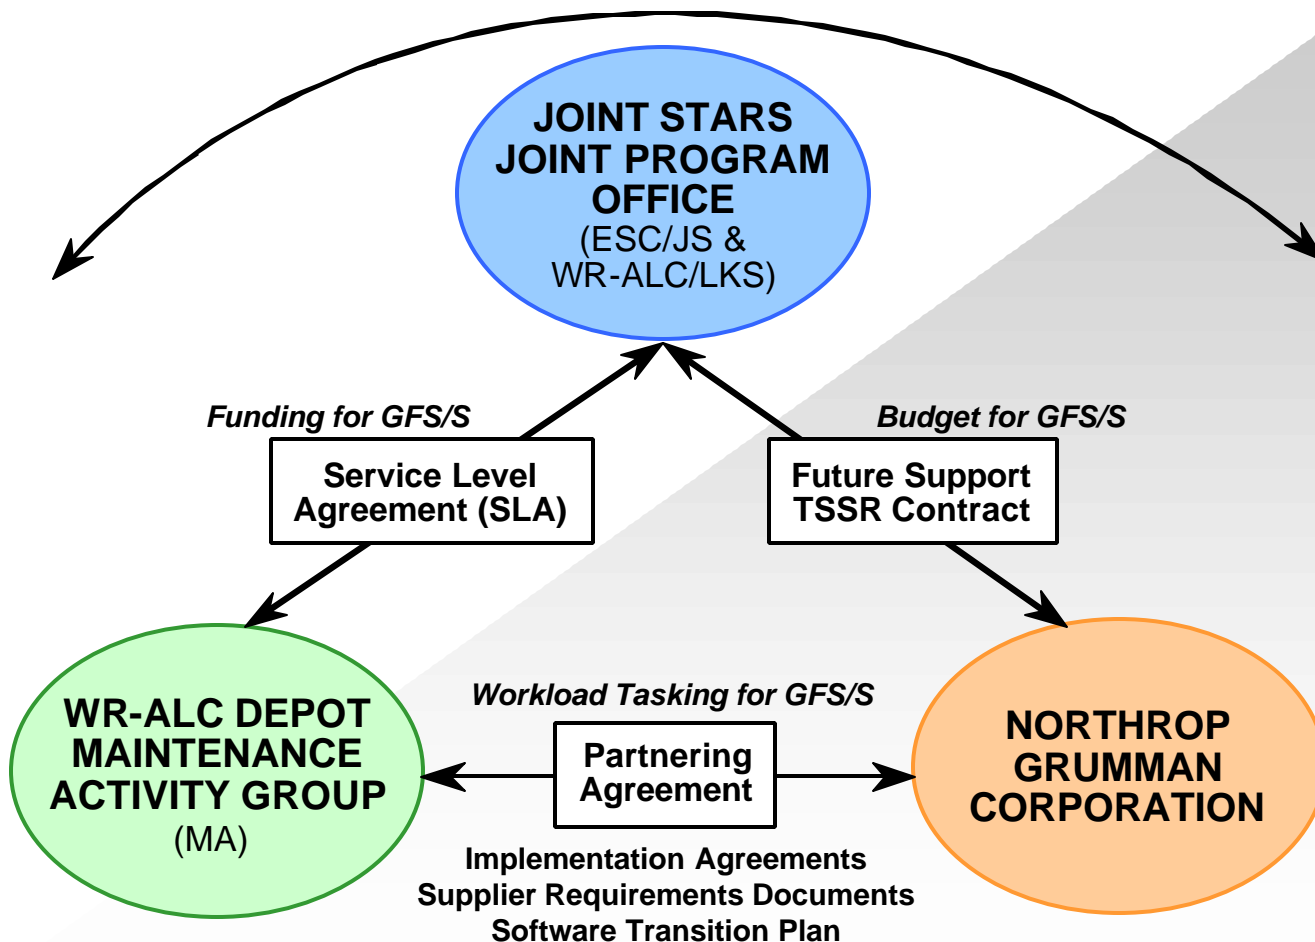 JOINT STARS
JOINT PROGRAM
OFFICE
(ESC/JS &
WR-ALC/LKS)
Funding for GFS/S
Budget for GFS/S
Service Level
Agreement (SLA)
Future Support
TSSR Contract
WR-ALC DEPOT
MAINTENANCE
ACTIVITY GROUP
(MA)
Workload Tasking for GFS/S
Partnering
Agreement
NORTHROP
GRUMMAN
CORPORATION
Implementation Agreements
Supplier Requirements Documents
Software Transition Plan